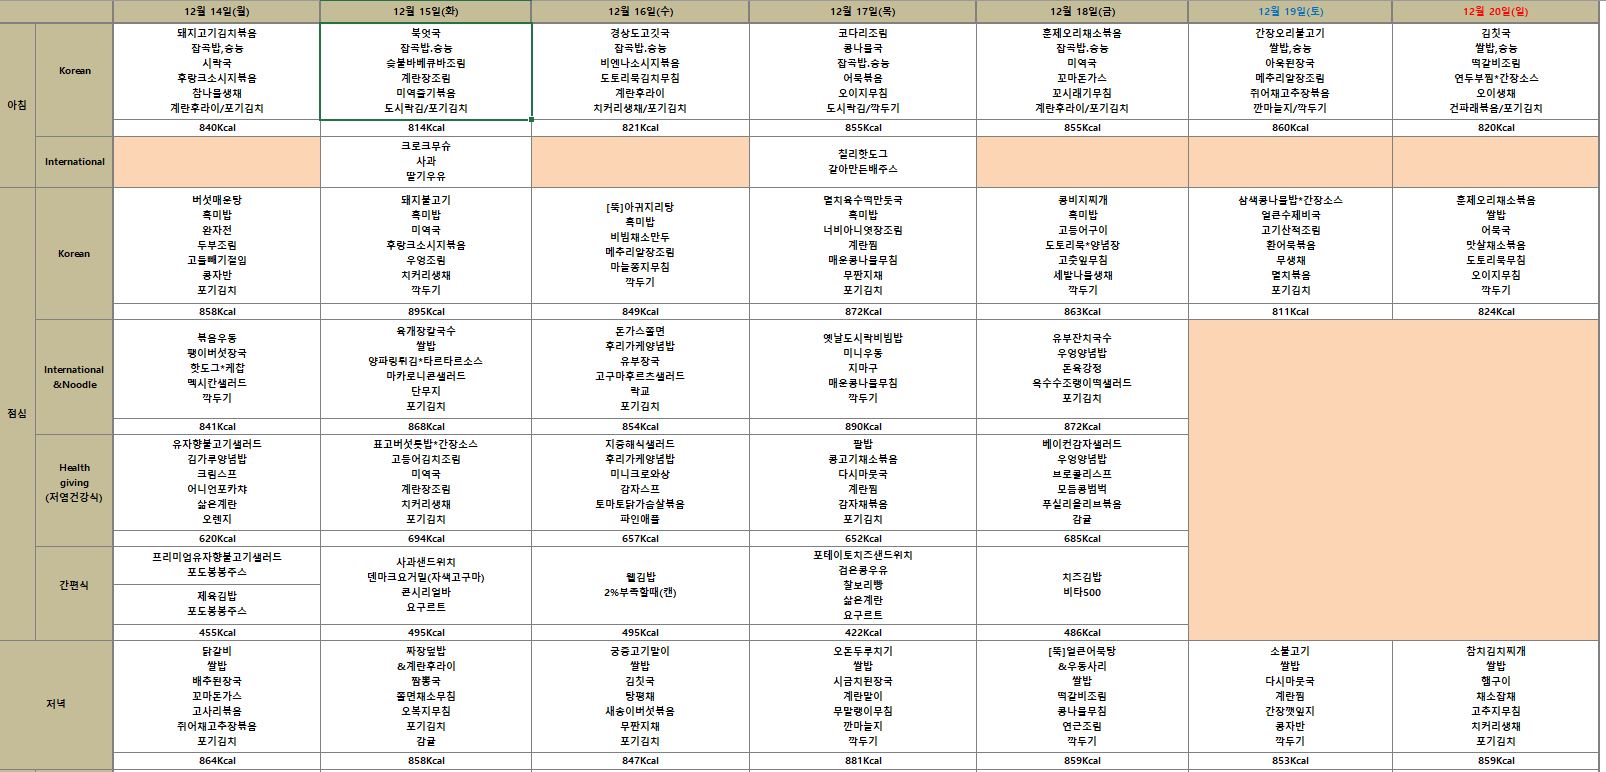 12월 14일(월)
12월 15일(화)
12월 16일(수)
12월 17일(목)
12월 18일(금)
12월 19일(토)
12월 20일(일)
아침
Korean
돼지고기김치볶음
잡곡밥,숭늉
시락국
후랑크소시지볶음
참나물생채
계란후라이/포기김치
840Kcal
북엇국
잡곡밥.숭늉
숯불바베큐바조림
계란장조림
미역줄기볶음
도시락김/포기김치
814Kcal
경상도고깃국
잡곡밥.숭늉
비엔나소시지볶음
도토리묵김치무침
계란후라이
치커리생채/포기김치
821Kcal
코다리조림
콩나물국
잡곡밥.숭늉
어묵볶음
오이지무침
도시락김/깍두기
855Kcal
훈제오리채소볶음
잡곡밥.숭늉
미역국
꼬마돈가스
꼬시래기무침
계란후라이/깍두기
855Kcal
간장오리불고기
쌀밥,숭늉
아욱된장국
메추리알장조림
쥐어채고추장볶음
깐마늘지/깍두기
860Kcal
김칫국
쌀밥,숭늉
떡갈비조림
연두부찜*간장소스
오이생채
건파래볶음/포기김치
820Kcal
International
크로크무슈
사과
딸기우유
칠리핫도그
갈아만든배주스
점심
Korean
버섯매운탕
흑미밥
완자전
두부조림
고들빼기절임
콩자반
포기김치
858Kcal
돼지불고기
흑미밥
미역국
후랑크소시지볶음
우엉조림
치커리생채
깍두기
895Kcal
[뚝]아귀지리탕
흑미밥
비빔채소만두
메추리알장조림
마늘쫑지무침
깍두기
849Kcal
멸치육수떡만둣국
흑미밥
너비아니엿장조림
계란찜
매운콩나물무침
무짠지채
포기김치
872Kcal
콩비지찌개
흑미밥
고등어구이
도토리묵*양념장
고춧잎무침
세발나물생채
깍두기
863Kcal
삼색콩나물밥*간장소스
얼큰수제비국
고기산적조림
환어묵볶음
무생채
멸치볶음
포기김치
811Kcal
훈제오리채소볶음
쌀밥
어묵국
맛살채소볶음
도토리묵무침
오이지무침
깍두기
824Kcal
International
&Noodle
볶음우동
팽이버섯장국
핫도그*케찹
멕시칸샐러드
깍두기
841Kcal
육개장칼국수
쌀밥
양파링튀김*타르타르소스
마카로니콘샐러드
단무지
포기김치
868Kcal
돈가스쫄면
후리가케양념밥
유부장국
고구마후르츠샐러드
락교
포기김치
854Kcal
옛날도시락비빔밥
미니우동
지마구
매운콩나물무침
깍두기
890Kcal
유부잔치국수
우엉양념밥
돈육강정
옥수수조랭이떡샐러드
포기김치
872Kcal
Health
giving
(저염건강식)
유자향불고기샐러드
김가루양념밥
크림스프
어니언포카챠
삶은계란
오렌지
620Kcal
표고버섯톳밥*간장소스
고등어김치조림
미역국
계란장조림
치커리생채
포기김치
694Kcal
지중해식샐러드
후리가케양념밥
미니크로와상
감자스프
토마토닭가슴살볶음
파인애플
657Kcal
팥밥
콩고기채소볶음
다시마뭇국
계란찜
감자채볶음
포기김치
652Kcal
베이컨감자샐러드
우엉양념밥
브로콜리스프
모듬콩범벅
푸실리올리브볶음
감귤
685Kcal
간편식
프리미엄유자향불고기샐러드
포도봉봉주스
제육김밥
포도봉봉주스
455Kcal
사과샌드위치
덴마크요거밀(자색고구마)
콘시리얼바
요구르트
495Kcal
웰김밥
2%부족할때(캔)
495Kcal
포테이토치즈샌드위치
검은콩우유
찰보리빵
삶은계란
요구르트
422Kcal
치즈김밥
비타500
486Kcal
저녁
닭갈비
쌀밥
배추된장국
꼬마돈가스
고사리볶음
쥐어채고추장볶음
포기김치
864Kcal
짜장덮밥
&계란후라이
짬뽕국
쫄면채소무침
오복지무침
포기김치
감귤
858Kcal
궁중고기말이
쌀밥
김칫국
탕평채
새송이버섯볶음
무짠지채
포기김치
847Kcal
오돈두루치기
쌀밥
시금치된장국
계란말이
무말랭이무침
깐마늘지
깍두기
881Kcal
[뚝]얼큰어묵탕
&우동사리
쌀밥
떡갈비조림
콩나물무침
연근조림
깍두기
859Kcal
소불고기
쌀밥
다시마뭇국
계란찜
간장깻잎지
콩자반
깍두기
853Kcal
참치김치찌개
쌀밥
햄구이
채소잡채
고추지무침
치커리생채
포기김치
859Kcal